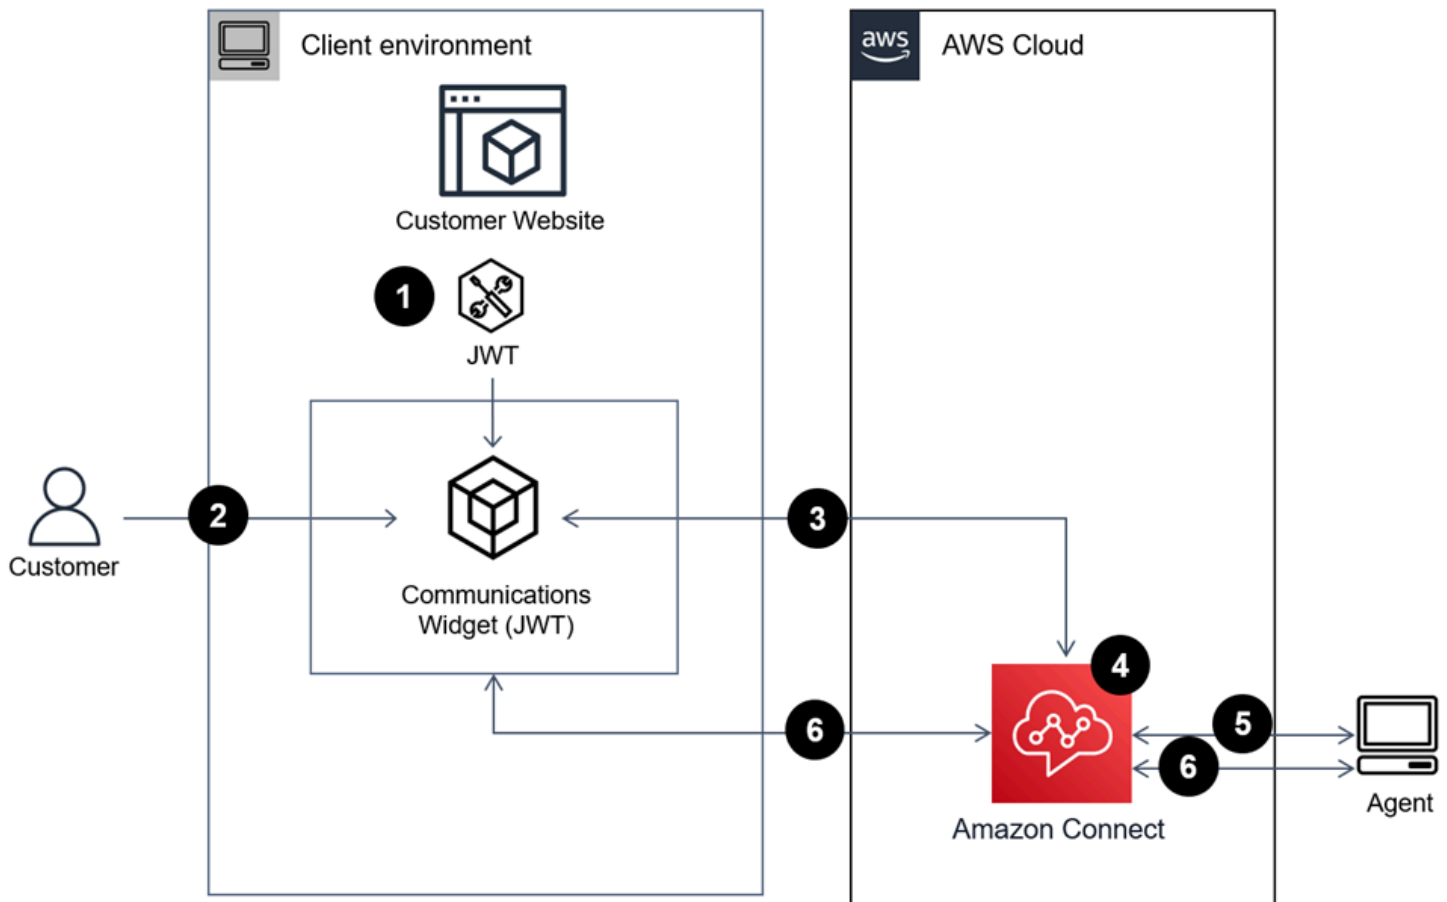 Client environment
aws
AWS Cloud
Customer Website
1
JWT
2
3
Customer
Communications
Widget (JWT)
4
6
5
6
Agent
Amazon Connect